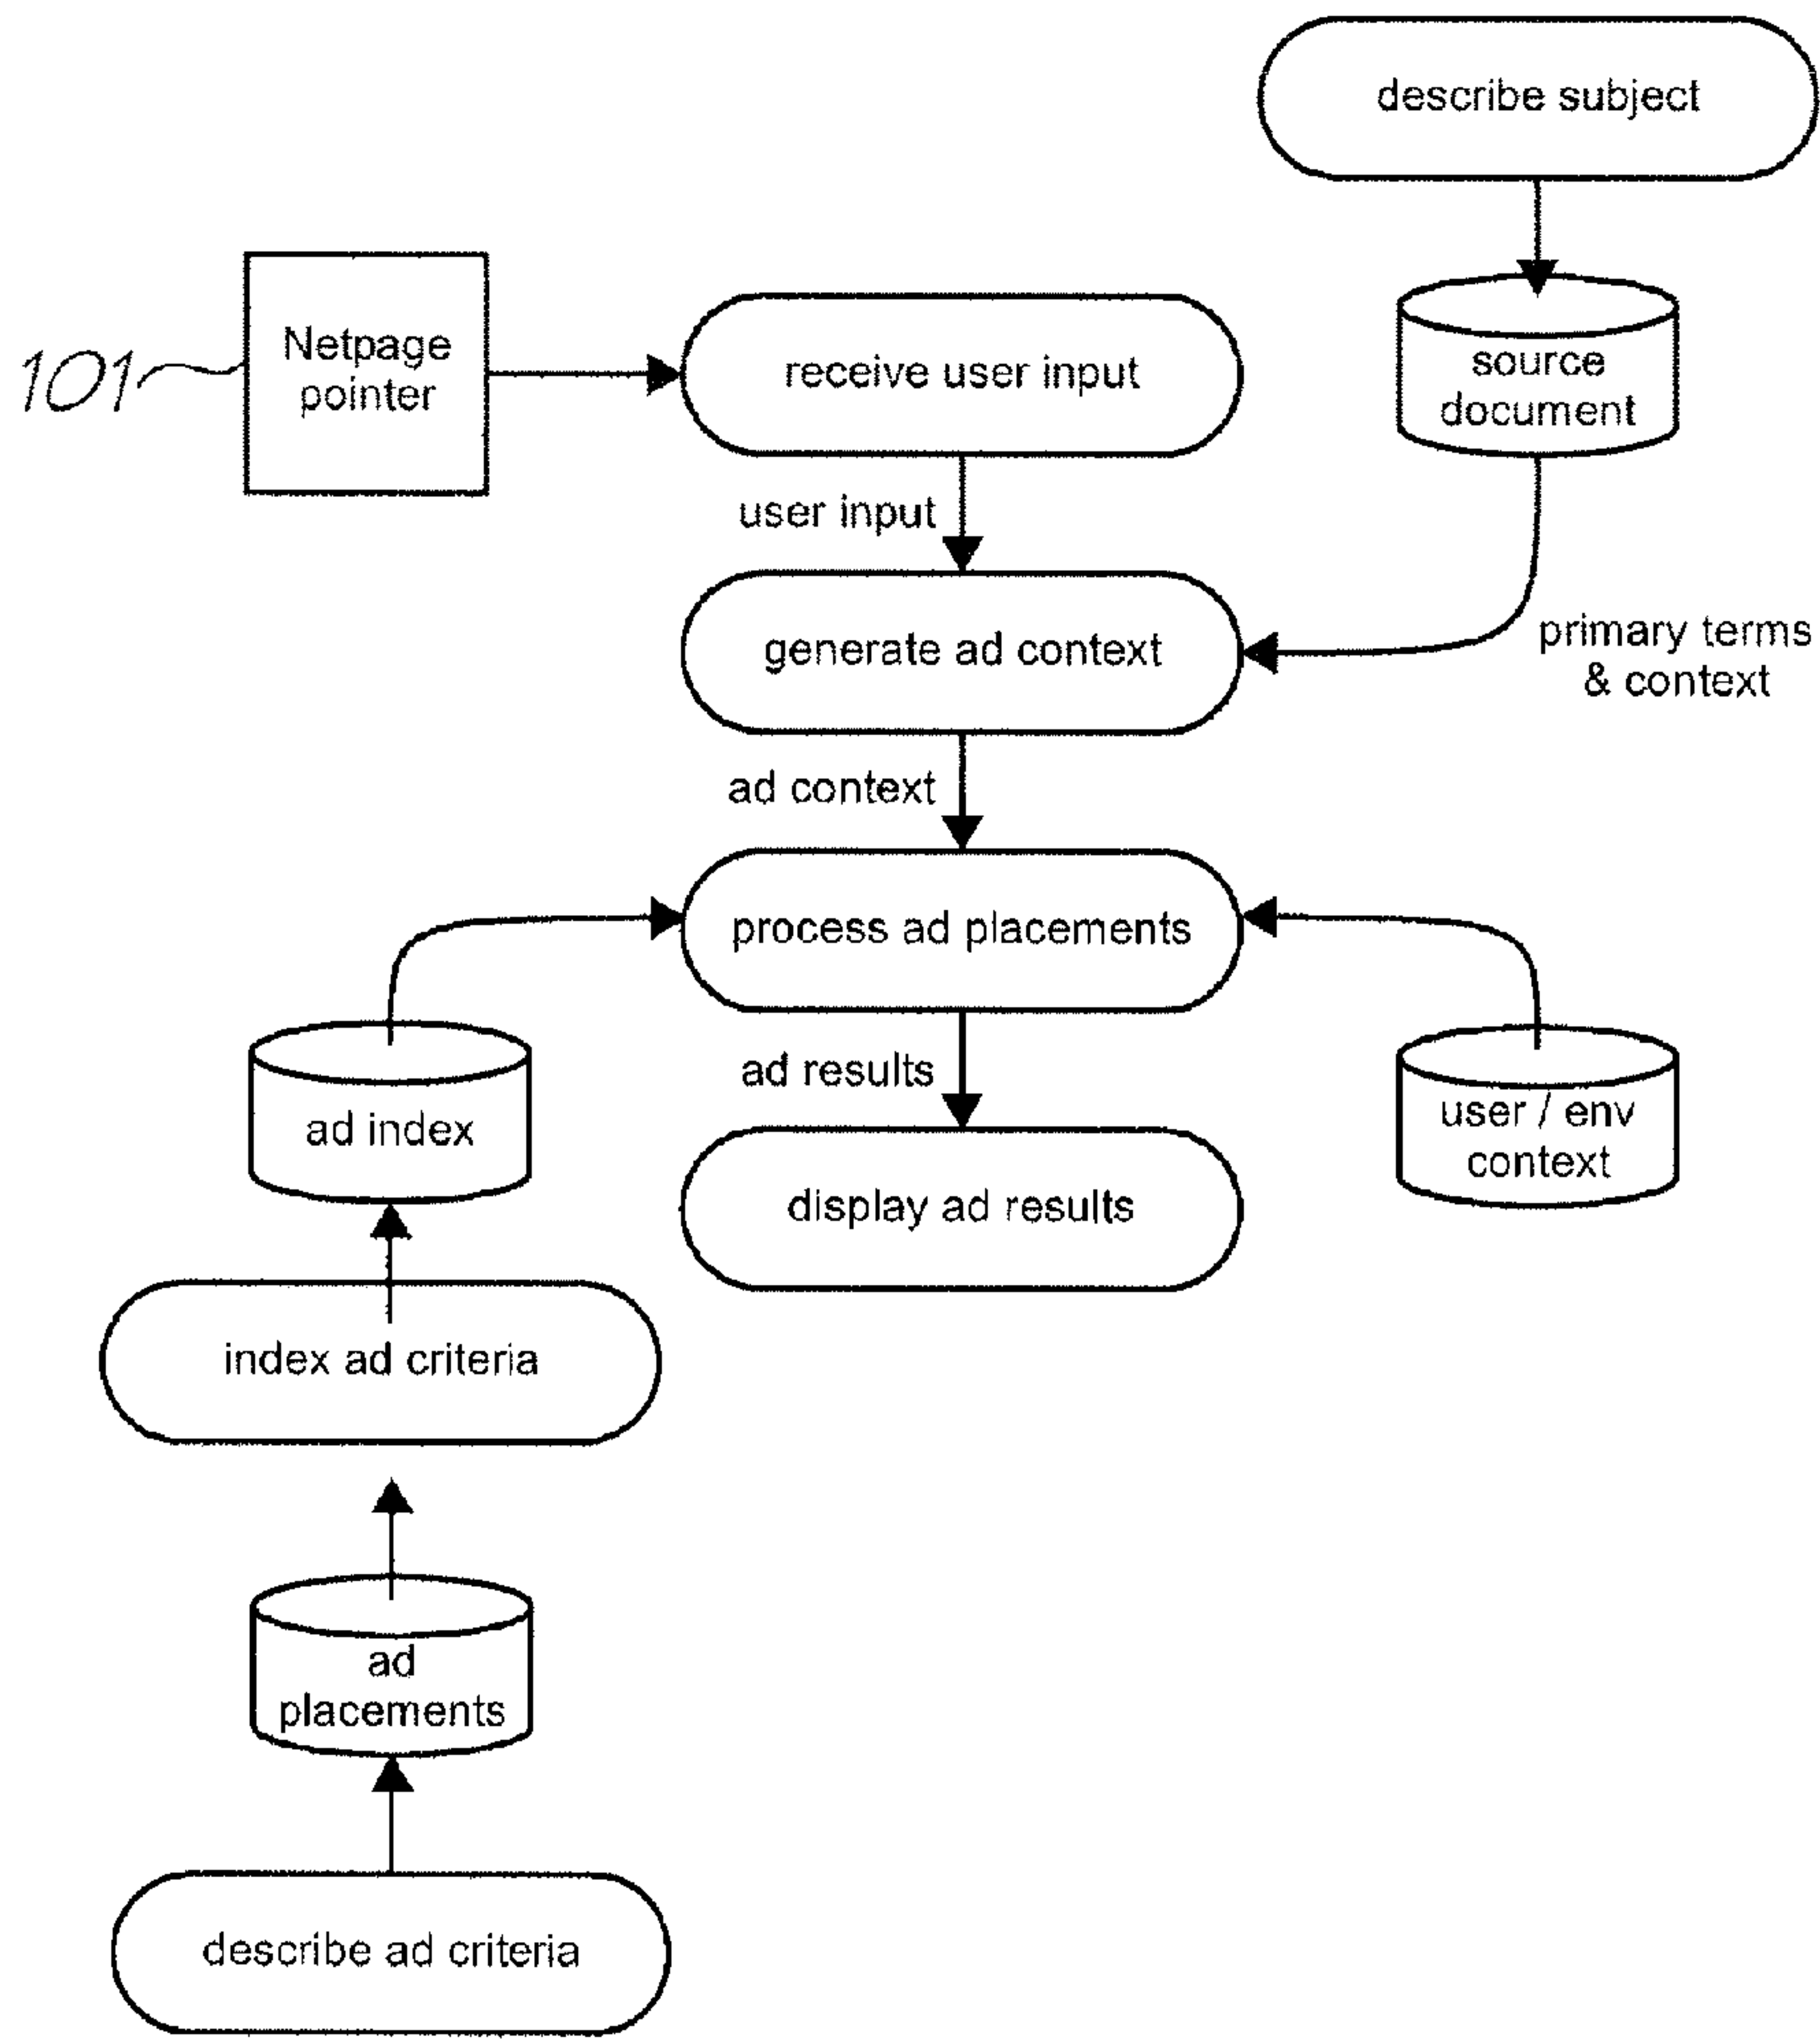 describe subject
Netpage
pointer
101
receive user input
source
document
user input
generate ad context
primary terms
& context
ad context
process ad placements
ad results
ad index
user / env
context
display ad results
index ad criteria
ad
placements
describe ad criteria